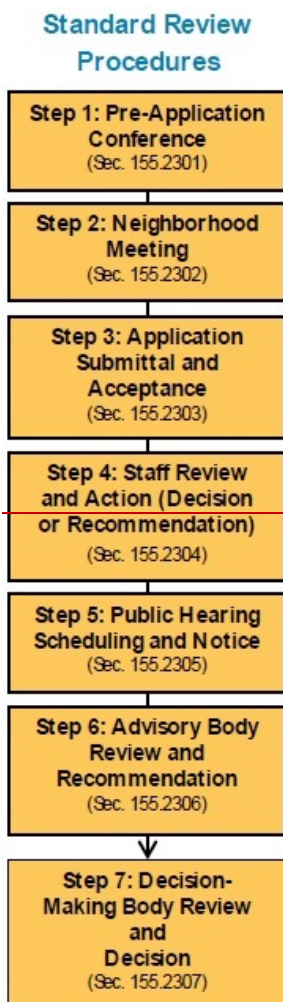 Standard Review
Procedures
Step 1: Pre-Application
Conference
(Sec. 155.2301)
Step 2: Neighborhood
Meeting
(Sec. 155.2302)
Step 3: Application
Submittal and
Acceptance
(Sec. 155.2303)
Step 4: Staff Review
and Action (Decision
or Recommendation)
(Sec. 155.2304)
Step 5: Public Hearing
Scheduling and Notice
(Sec. 155.2305)
Step 6: Advisory Body
Review and
Recommendation
(Sec. 155.2306)
Step 7: Decision-
Making Body Review
and
Decision
(Sec. 155.2307)